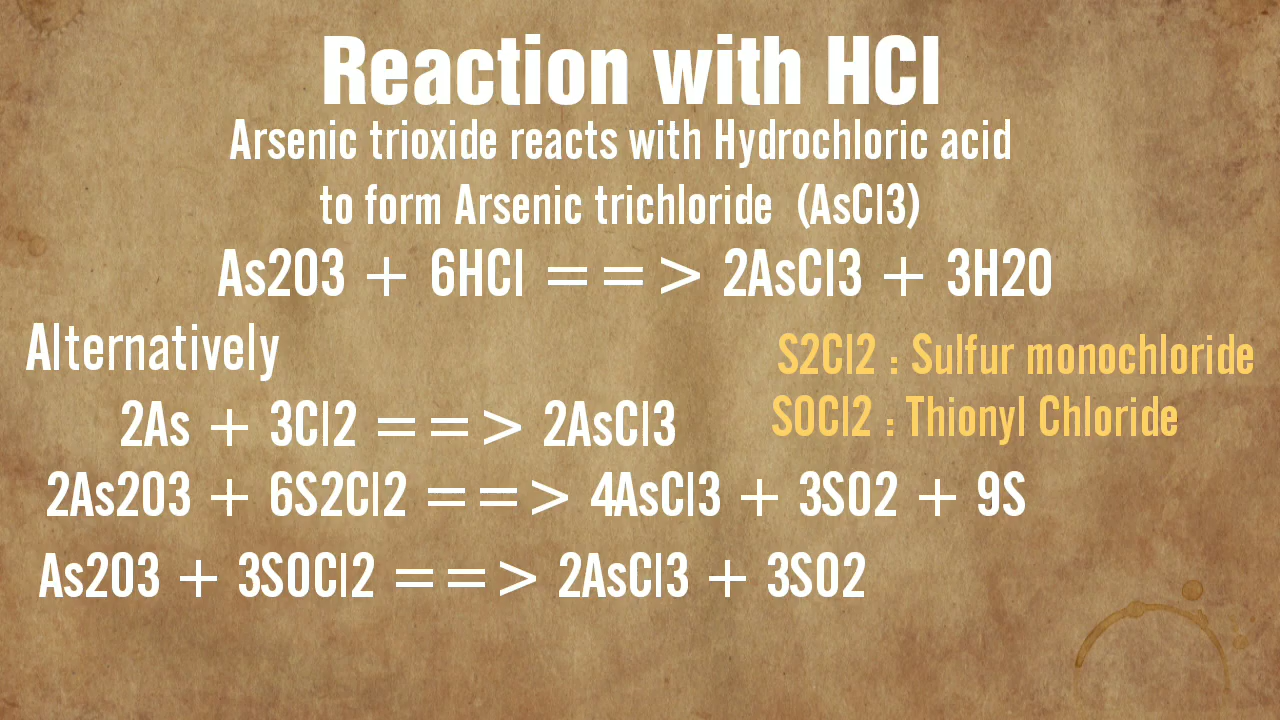 Reaction with HCl
Arsenic trioxide reacts with Hydrochloric acid
to form Arsenic trichloride (AsCl3)
As2O3 + 6HCl ==> 2AsCl3 + 3H2O
Alternatively
S2Cl2 : Sulfur monochloride
SOCl2 : Thionyl Chloride
2As + 3Cl2 ==> 2AsCl3
2As2O3 + 6S2Cl2 ==> 4AsCl3 + 3SO2 + 9S
As2O3 + 3SOCl2 ==> 2AsCl3 + 3SO2